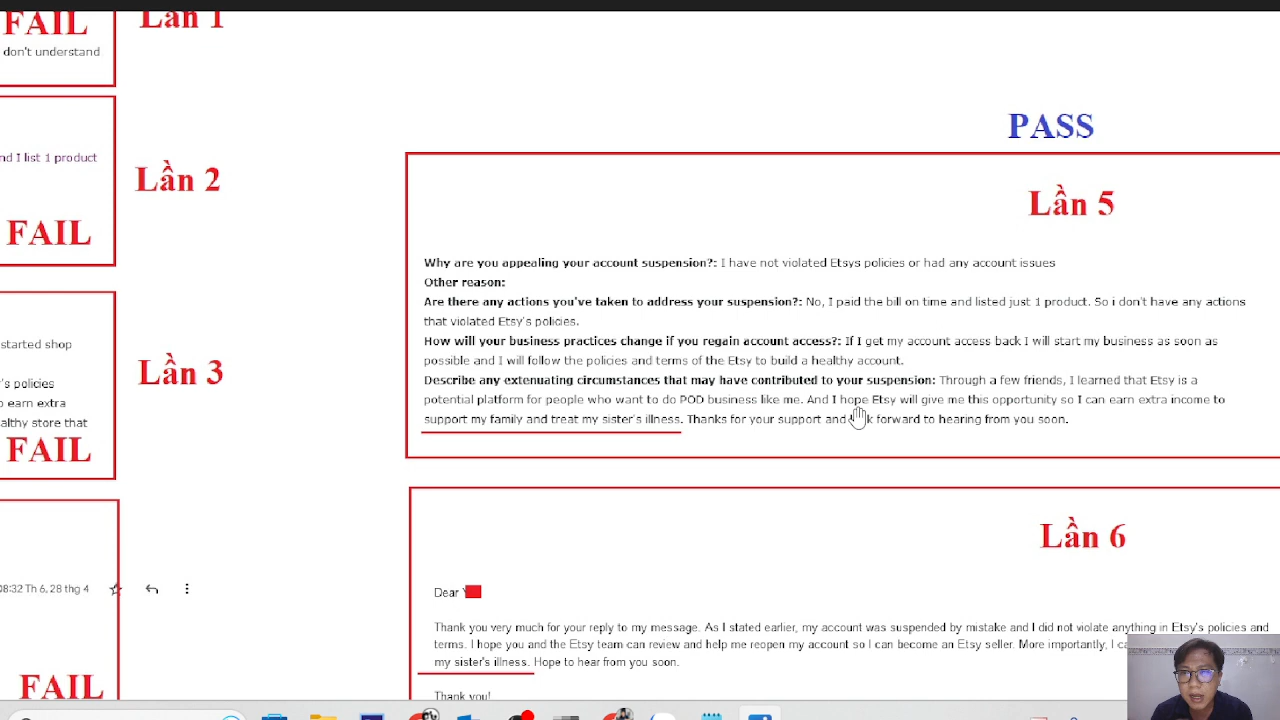 FAIL
Lần 1
don't understand
nd I list 1 product
Lần 2
FAIL
started shop
's policies
o earn extra
althy store that
Lần 3
FAIL
08:32 Th 6, 28 thg 4
FAIL
PASS
Lần 5
Why are you appealing your account suspension?: I have not violated Etsys policies or had any account issues
Other reason:
Are there any actions you've taken to address your suspension?: No, I paid the bill on time and listed just 1 product. So i don't have any actions
that violated Etsy's policies.
How will your business practices change if you regain account access?: If I get my account access back I will start my business as soon as
possible and I will follow the policies and terms of the Etsy to build a healthy account.
Describe any extenuating circumstances that may have contributed to your suspension: Through a few friends, I learned that Etsy is a
potential platform for people who want to do POD business like me. And I hope Etsy will give me this opportunity so I can earn extra income to
support my family and treat my sister's illness. Thanks for your support and k forward to hearing from you soon.
Lần 6
Dear
Thank you very much for your reply to my message. As I stated earlier, my account was suspended by mistake and I did not violate anything in Etsy's policies and
terms. I hope you and the Etsy team can review and help me reopen my account so I can become an Etsy seller. More importantly, I ca
my sister's illness. Hope to hear from you soon.
Thank you!